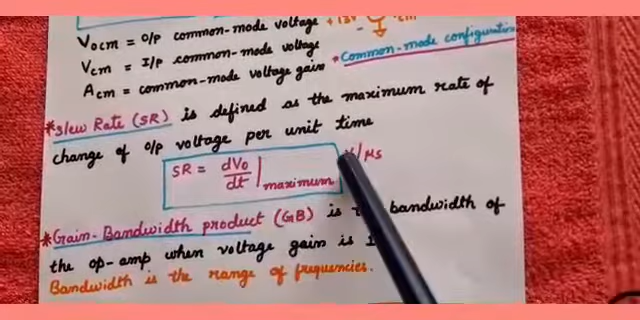 Vocm = O/P common-mode voltage +15V
Vcm = I/P common-mode voltage
Acm = common-mode voltage gain *Common-mode configuration
*Slew Rate (SR) is defined as the maximum rate of
change of o/p voltage per unit time
SR = dVo/dt | maximum V/μs
*Gain-Bandwidth product (GB) is the bandwidth of
the op-amp when voltage gain is 1
Bandwidth is the range of frequencies.